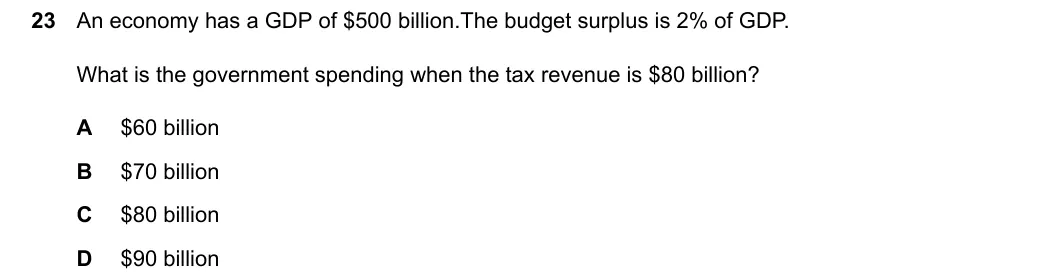 23 An economy has a GDP of $500 billion.The budget surplus is 2% of GDP.
What is the government spending when the tax revenue is $80 billion?
A $60 billion
B $70 billion
C $80 billion
D $90 billion